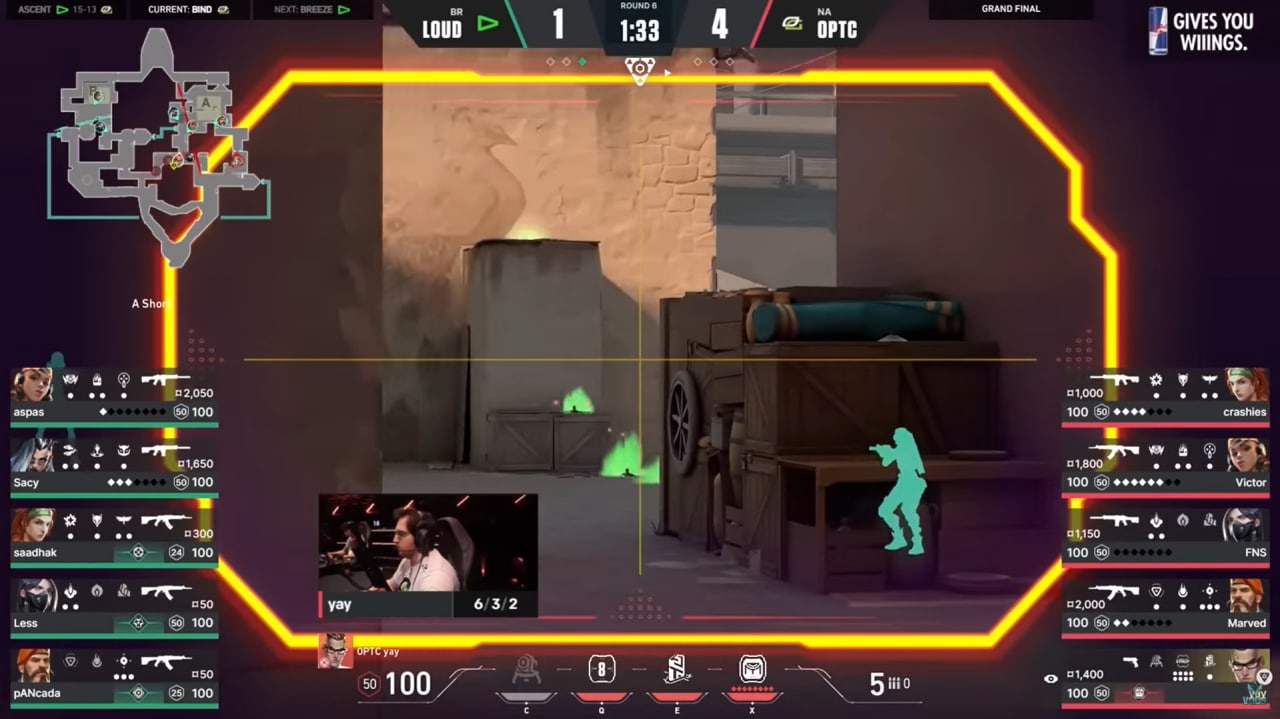 ASCENT 15-13
CURRENT: BIND
NEXT: BREEZE
BR
LOUD
1
ROUND 6
1:33
4
NA
OPTC
GRAND FINAL
Red Bull
GIVES YOU
WIIINGS.
B
A
A Shor
2,050
aspas 50 100
1,650
Sacy 50 100
300
saadhak 24 100
50
Less 50 100
50
pANcada 25 100
1,000
100 50 crashies
1,800
100 50 Victor
1,150
100 50 FNS
2,000
100 50 Marved
1,400
100 50 yay
yay 6/3/2
OPTC yay
50 100
8
C Q E X
5 0